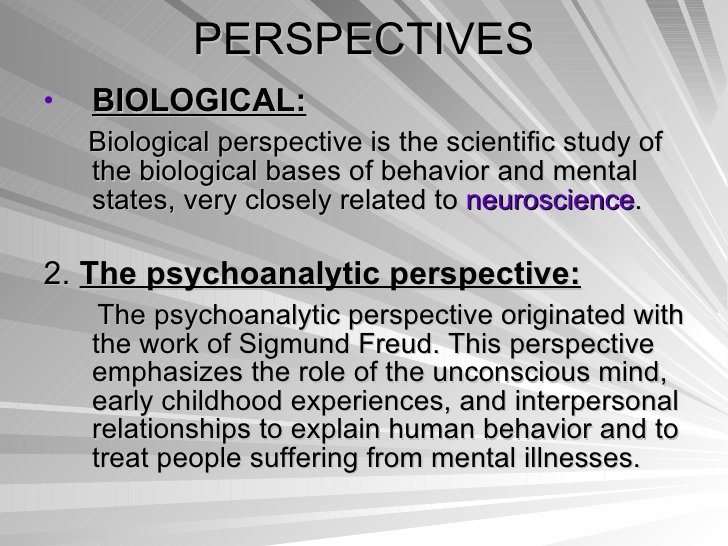 PERSPECTIVES
• BIOLOGICAL:
Biological perspective is the scientific study of
the biological bases of behavior and mental
states, very closely related to neuroscience.
2. The psychoanalytic perspective:
The psychoanalytic perspective originated with
the work of Sigmund Freud. This perspective
emphasizes the role of the unconscious mind,
early childhood experiences, and interpersonal
relationships to explain human behavior and to
treat people suffering from mental illnesses.